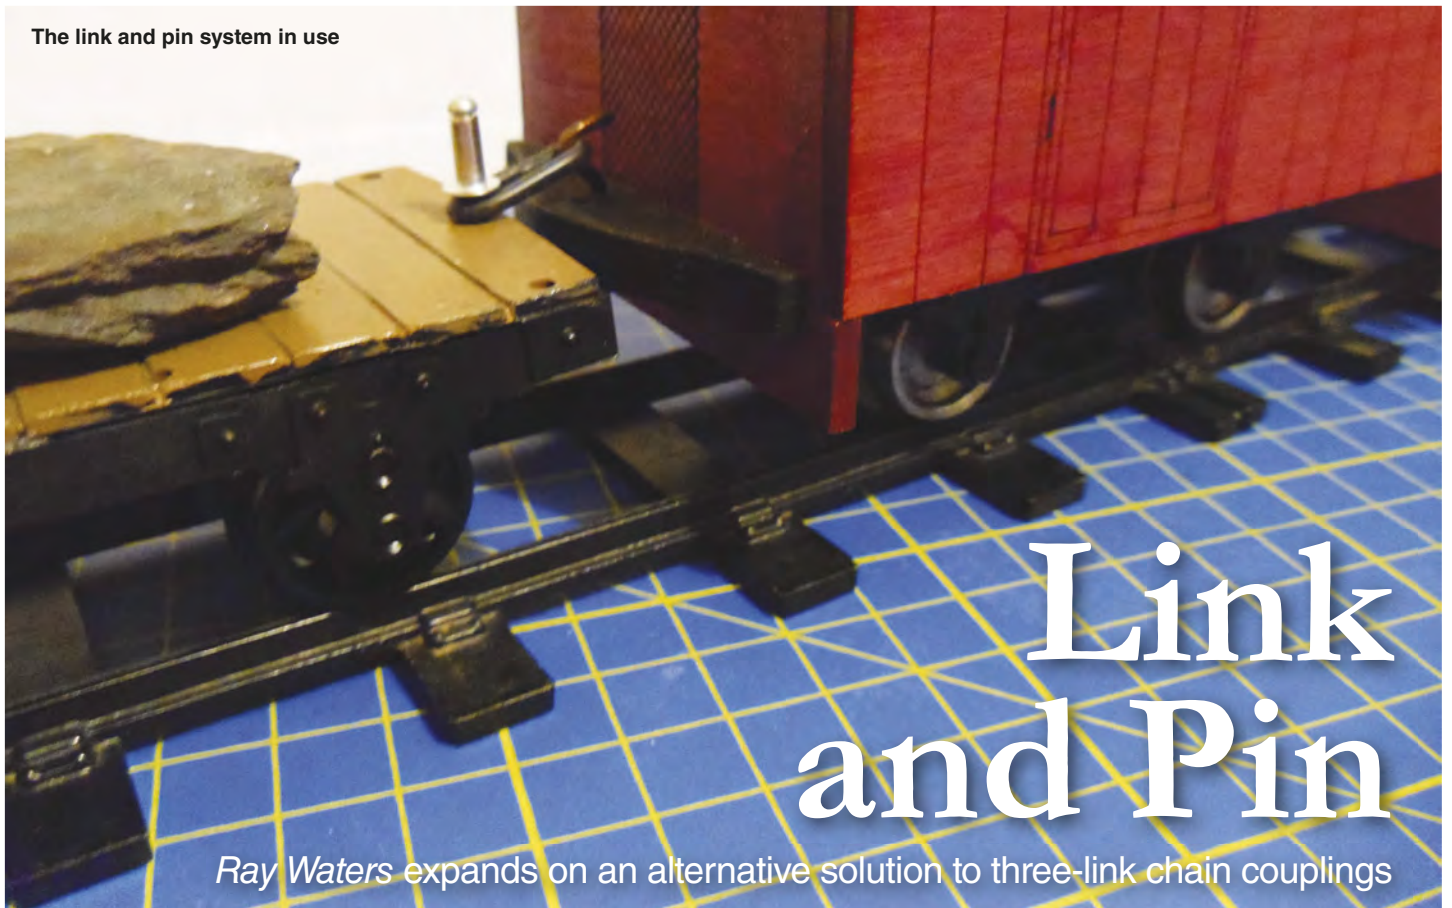 The link and pin system in use
Link
and Pin
Ray Waters expands on an alternative solution to three-link chain couplings